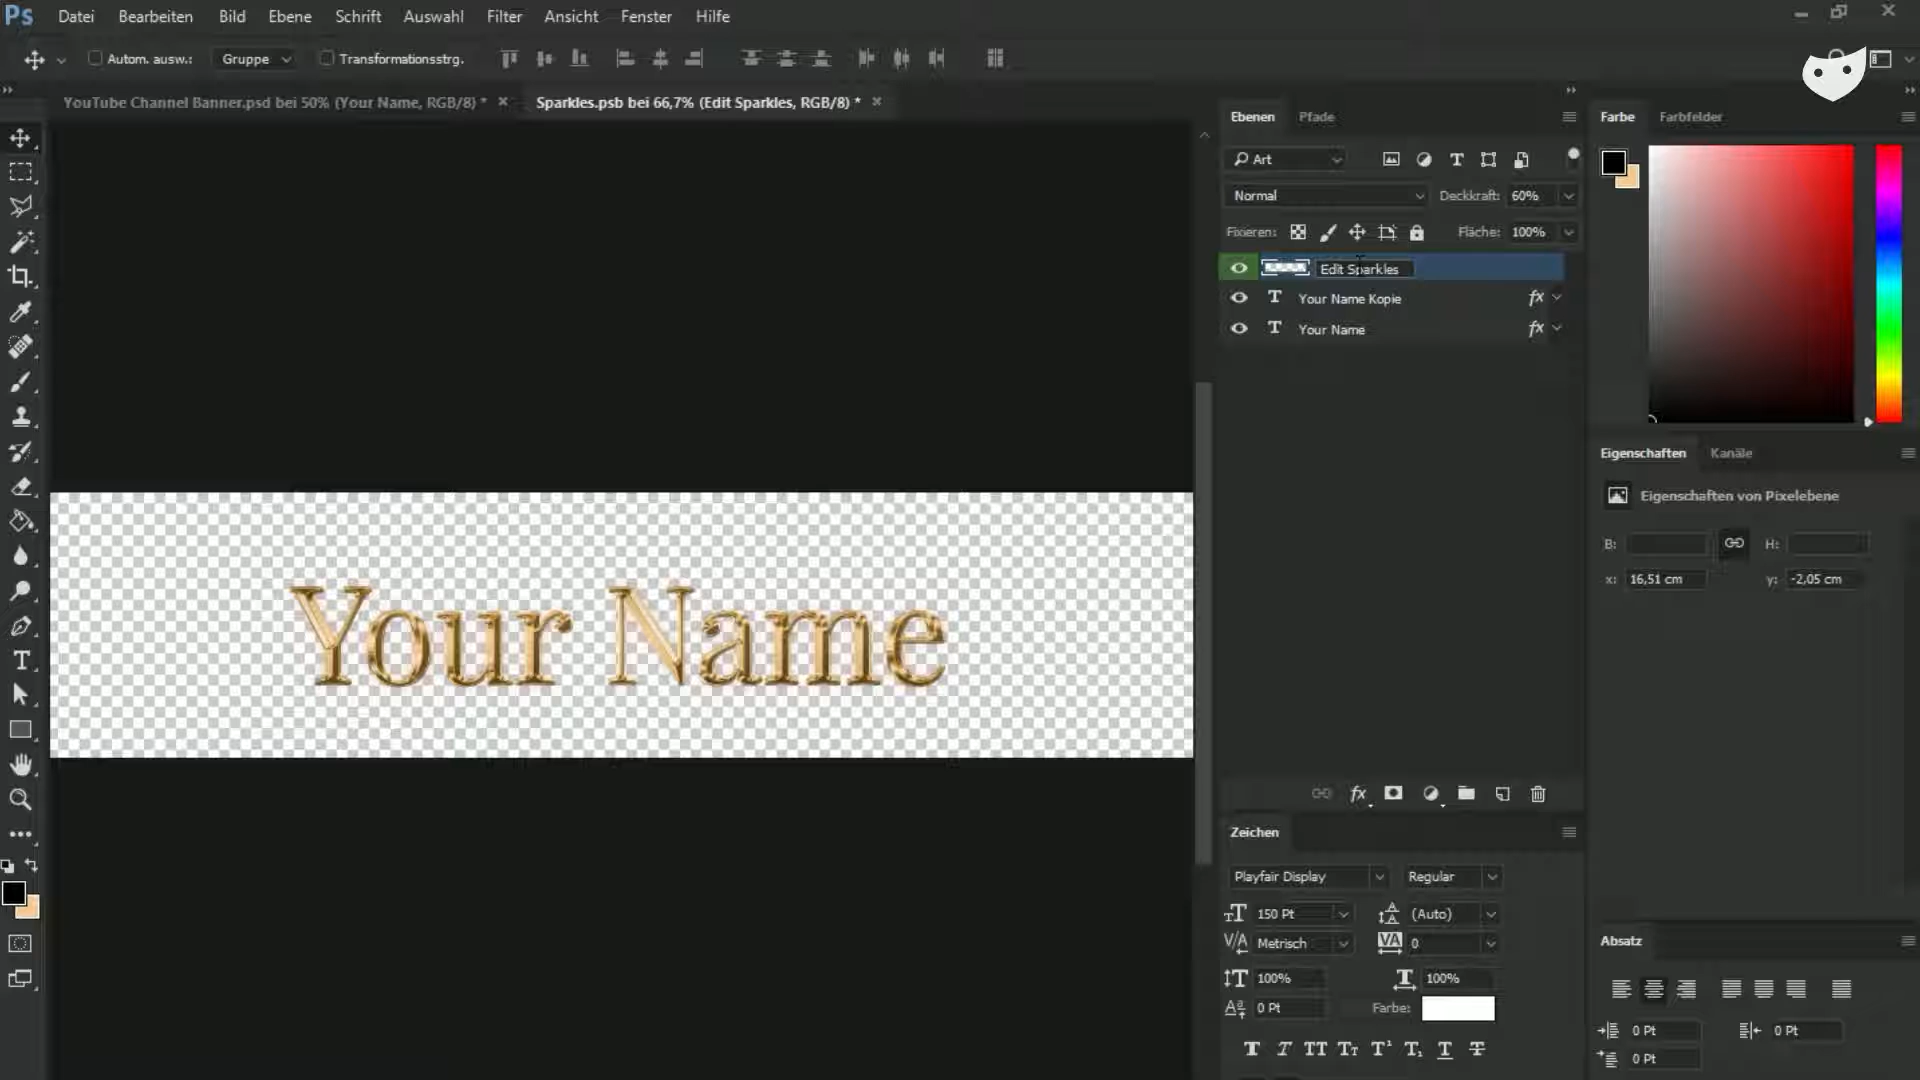 Ps Datei Bearbeiten Bild Ebene Schrift Auswahl Filter Ansicht Fenster Hilfe
Autom. ausw.: Gruppe Transformationsstrg.
YouTube Channel Banner.psd bei 50% (Your Name, RGB/8) * Sparkles.psb bei 66,7% (Edit Sparkles, RGB/8) *
Ebenen Pfade
Art
Normal Deckkraft: 60%
Fixieren: Fläche: 100%
Edit Sparkles
Your Name Kopie fx
Your Name fx
Your Name
fx
Zeichen
Playfair Display Regular
150 Pt (Auto)
Metrisch 0
100% 100%
0 Pt Farbe:
Farbe Farbfelder
Eigenschaften Kanäle
Eigenschaften von Pixelebene
B: H:
x: 16,51 cm y: -2,05 cm
Absatz
0 Pt 0 Pt
0 Pt